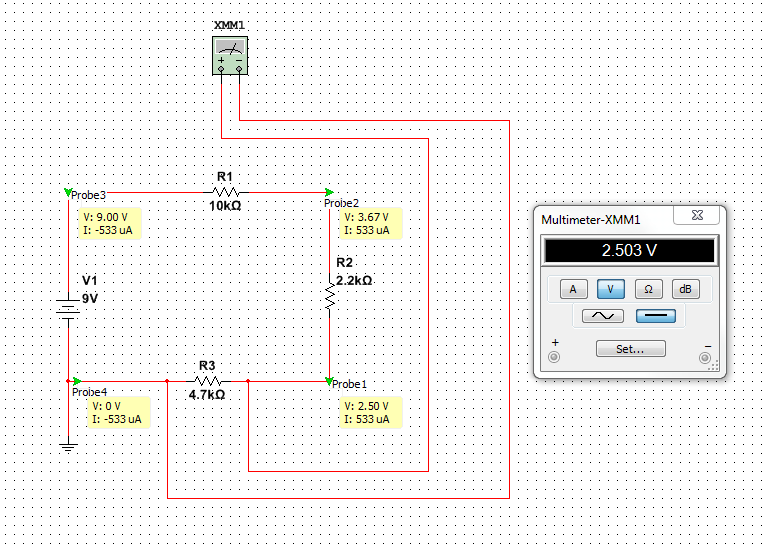 XMM1
+ −
R1
Probe3
10kΩ
Probe2
V: 9.00 V
I: -533 uA
V: 3.67 V
I: 533 uA
Multimeter-XMM1
2.503 V
A V Ω dB
+ −
Set...
R2
2.2kΩ
V1
9V
R3
4.7kΩ
Probe4
Probe1
V: 0 V
I: -533 uA
V: 2.50 V
I: 533 uA